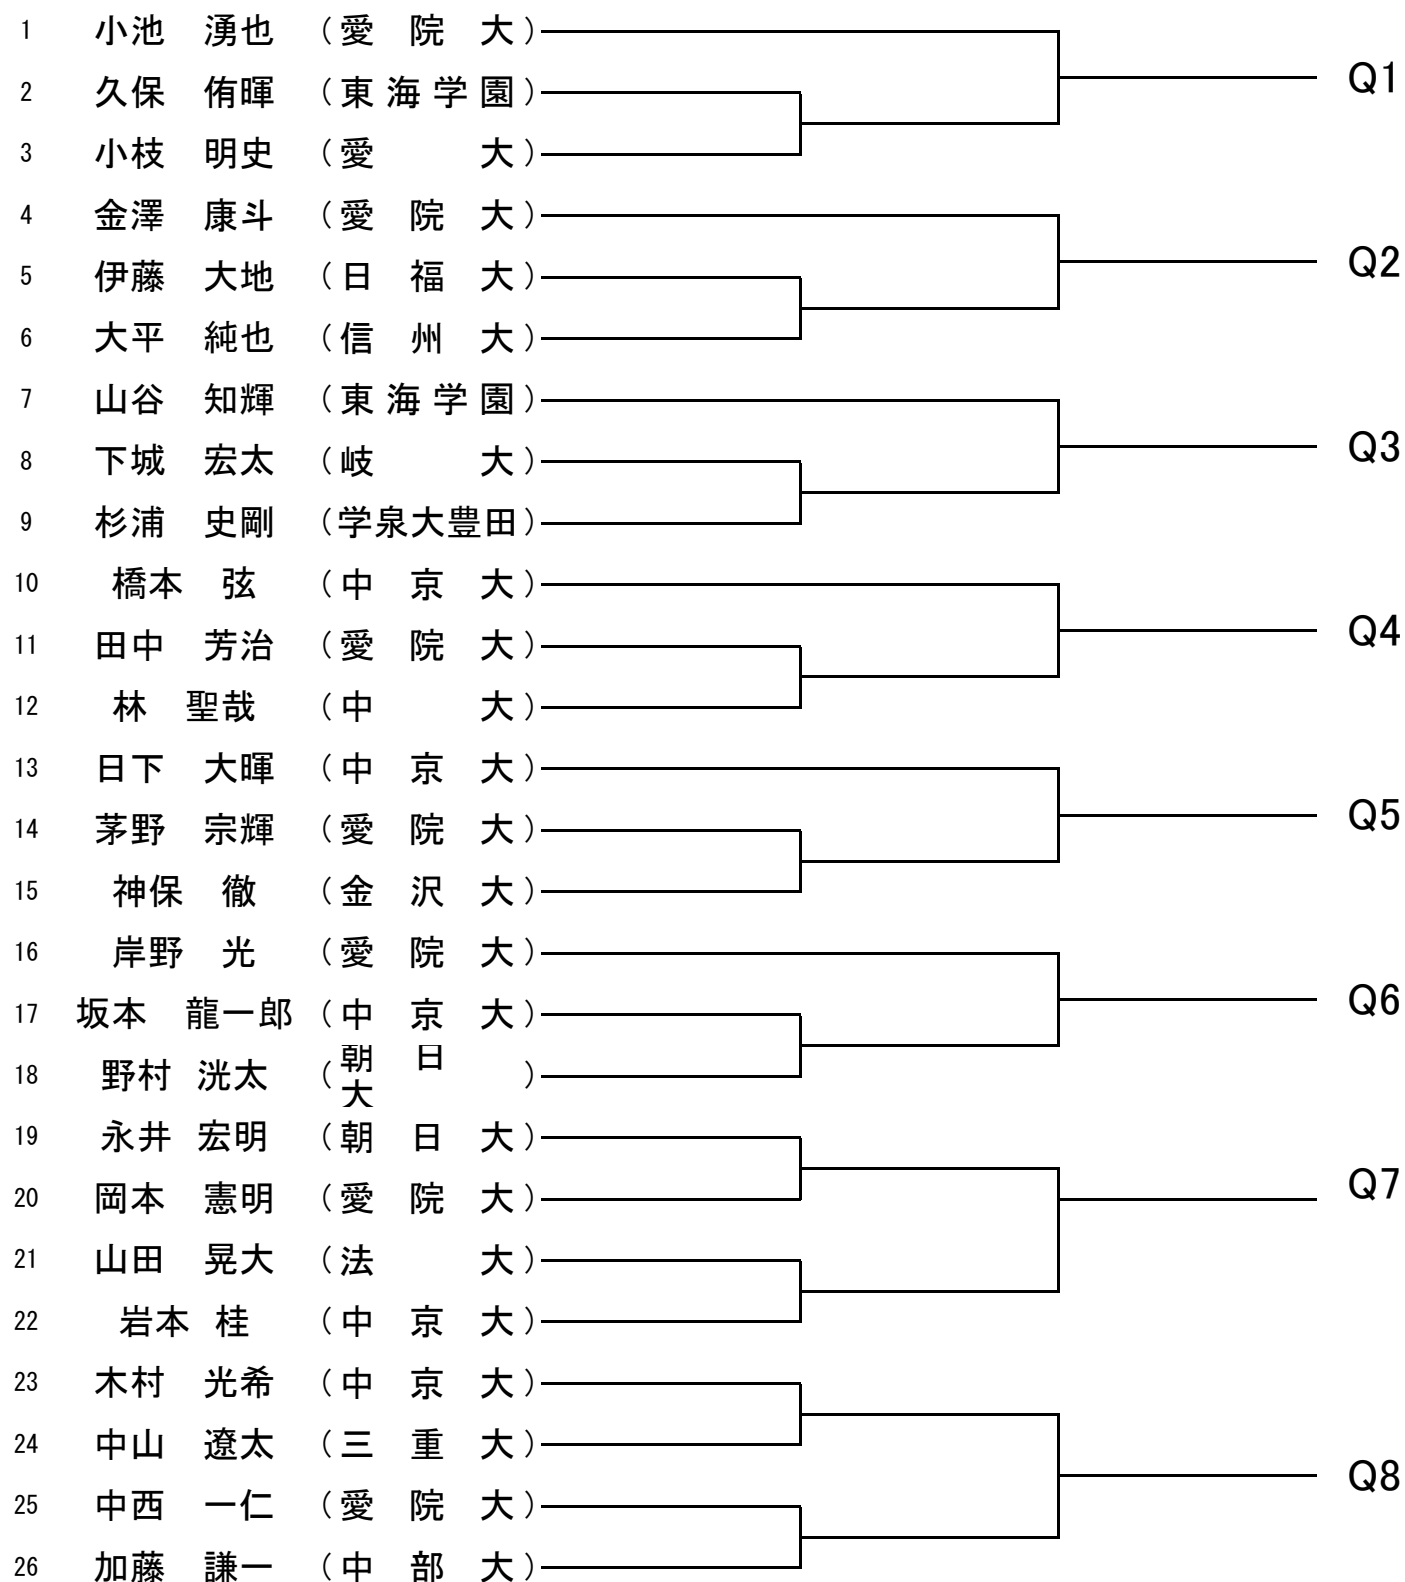 1 小池 湧也 (愛院大) Q1
2 久保 侑暉 (東海学園)
3 小枝 明史 (愛大)
4 金澤 康斗 (愛院大) Q2
5 伊藤 大地 (日福大)
6 大平 純也 (信州大)
7 山谷 知輝 (東海学園) Q3
8 下城 宏太 (岐大)
9 杉浦 史剛 (学泉大豊田)
10 橋本 弦 (中京大) Q4
11 田中 芳治 (愛院大)
12 林 聖哉 (中大)
13 日下 大暉 (中京大) Q5
14 茅野 宗輝 (愛院大)
15 神保 徹 (金沢大)
16 岸野 光 (愛院大) Q6
17 坂本 龍一郎 (中京大)
18 野村 洸太 (朝日大)
19 永井 宏明 (朝日大) Q7
20 岡本 憲明 (愛院大)
21 山田 晃大 (法大)
22 岩本 桂 (中京大)
23 木村 光希 (中京大) Q8
24 中山 遼太 (三重大)
25 中西 一仁 (愛院大)
26 加藤 謙一 (中部大)